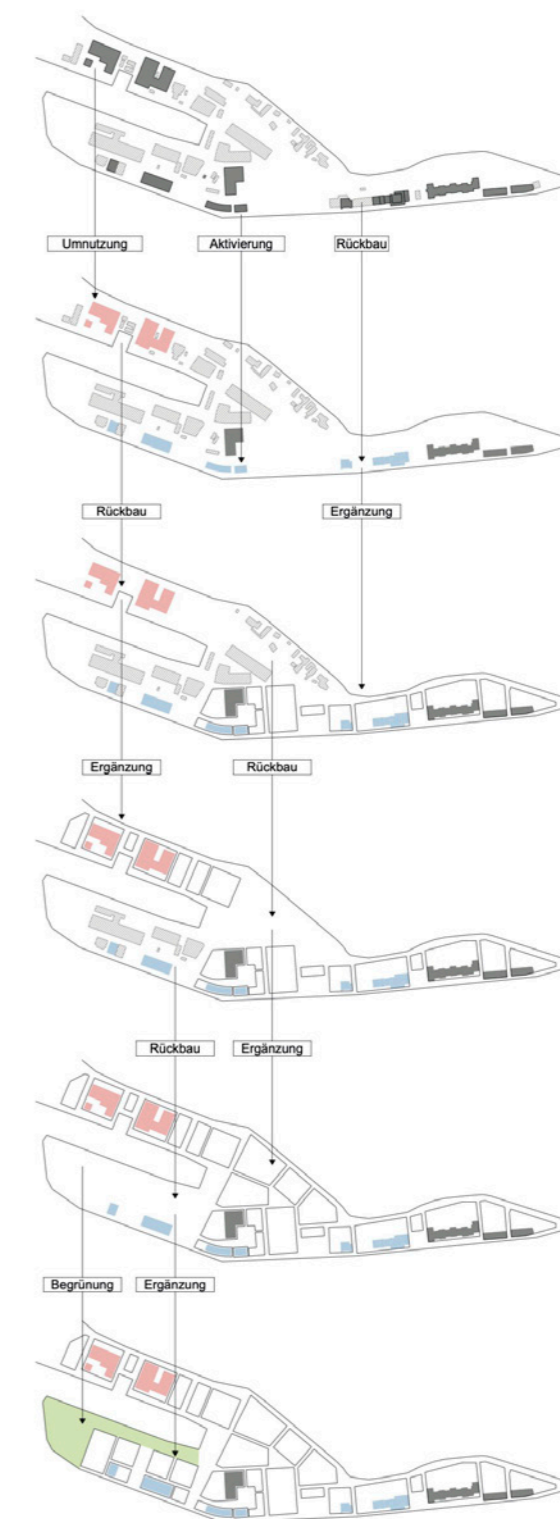 Umnutzung
Aktivierung
Rückbau
Rückbau
Ergänzung
Ergänzung
Rückbau
Rückbau
Ergänzung
Begrünung
Ergänzung